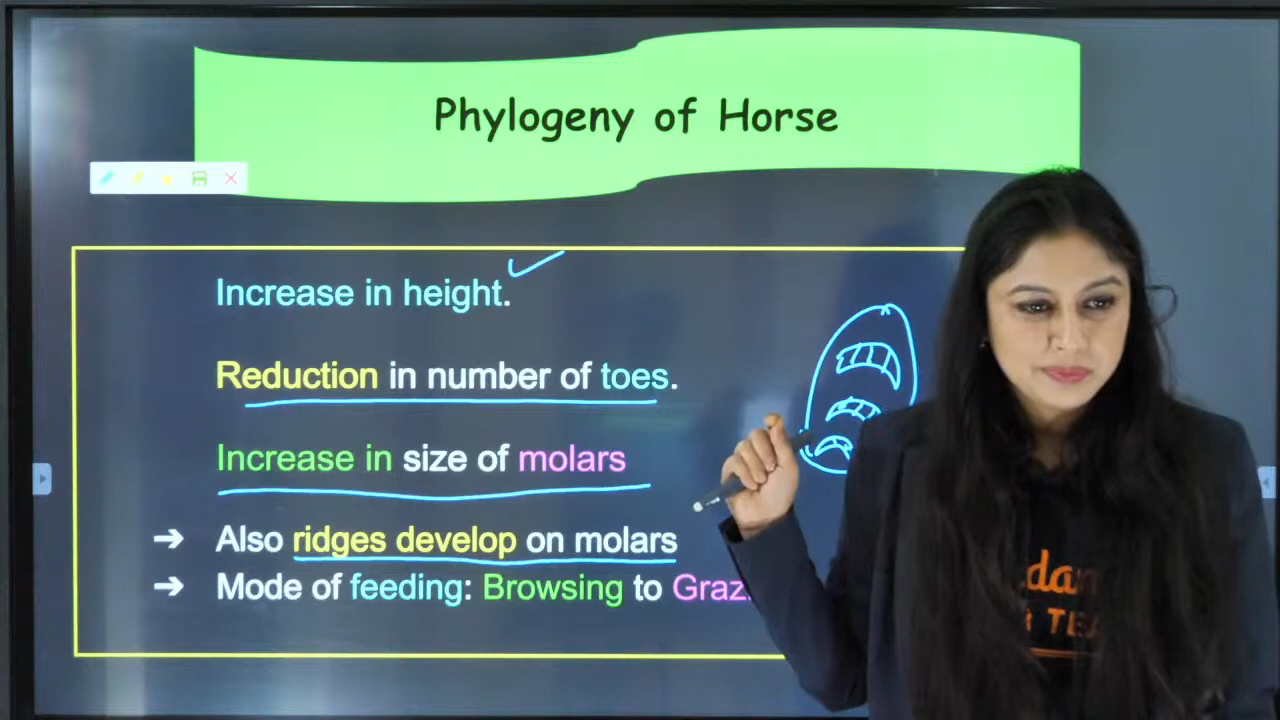 Phylogeny of Horse
Increase in height.
Reduction in number of toes.
Increase in size of molars
➔ Also ridges develop on molars
➔ Mode of feeding: Browsing to